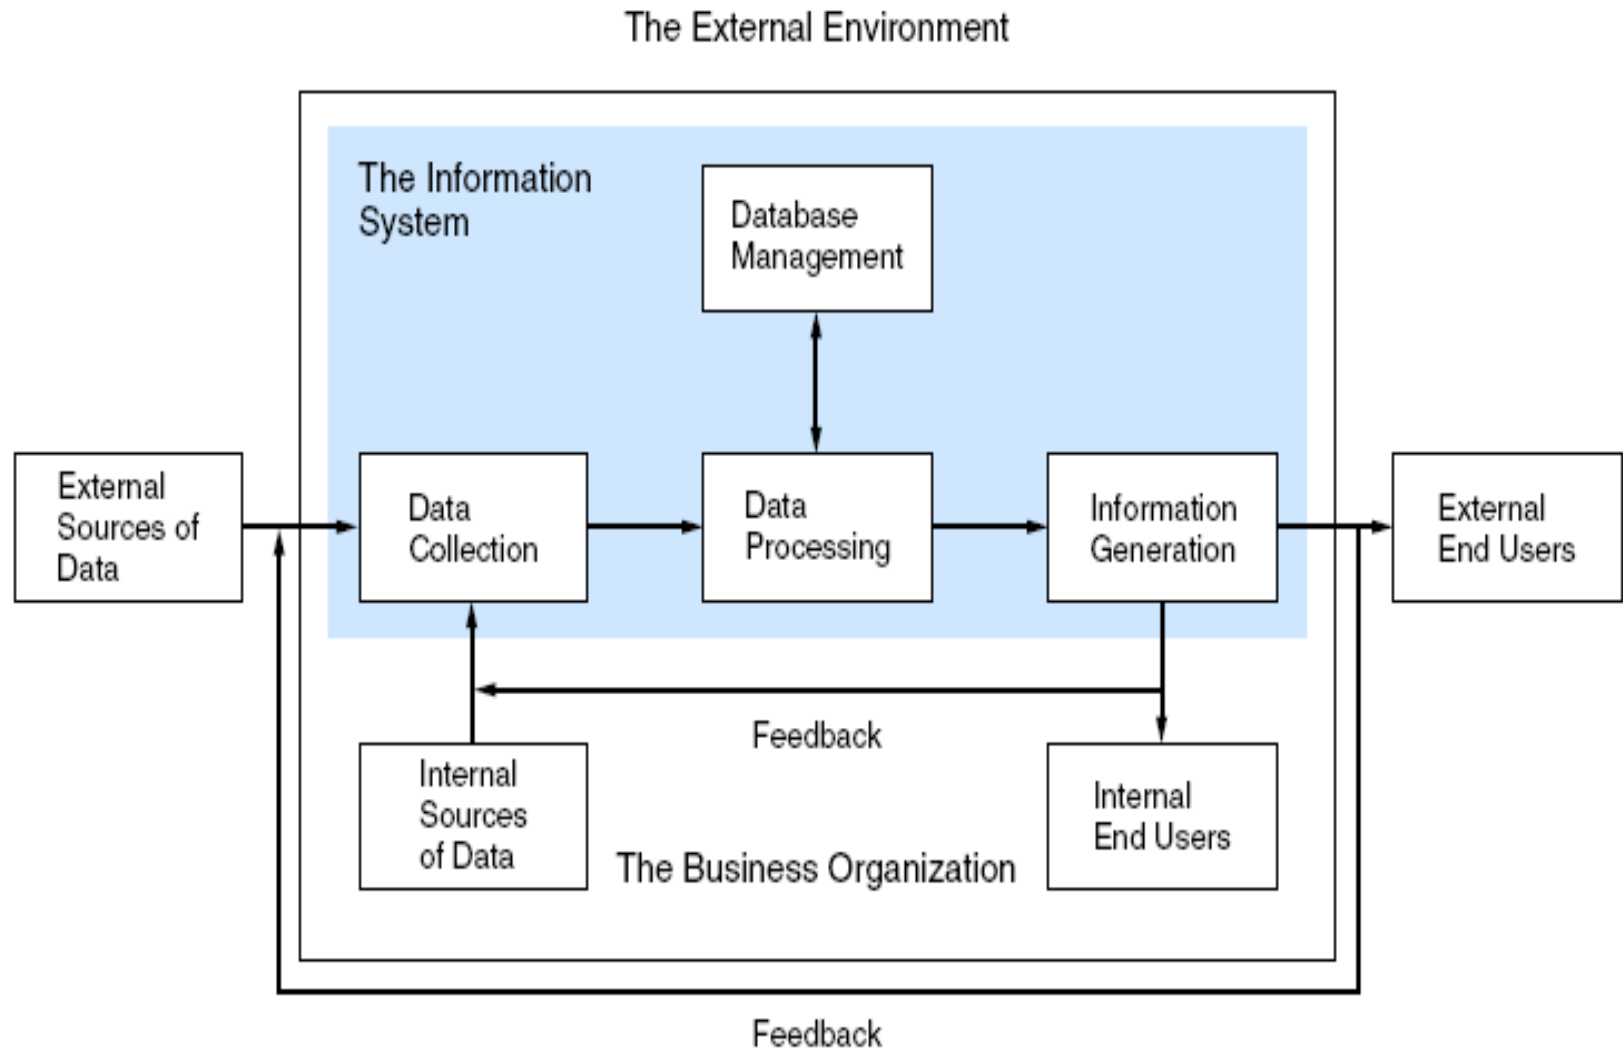 The External Environment
The Information
System
Database
Management
External
Sources of
Data
Data
Collection
Data
Processing
Information
Generation
External
End Users
Feedback
Internal
Sources
of Data
Internal
End Users
The Business Organization
Feedback